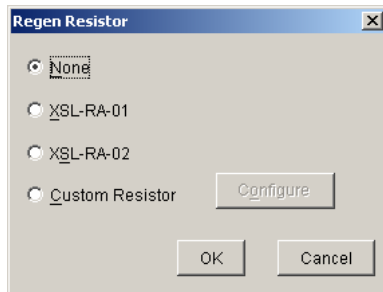 Regen Resistor
None
XSL-RA-01
XSL-RA-02
Custom Resistor Configure
OK Cancel